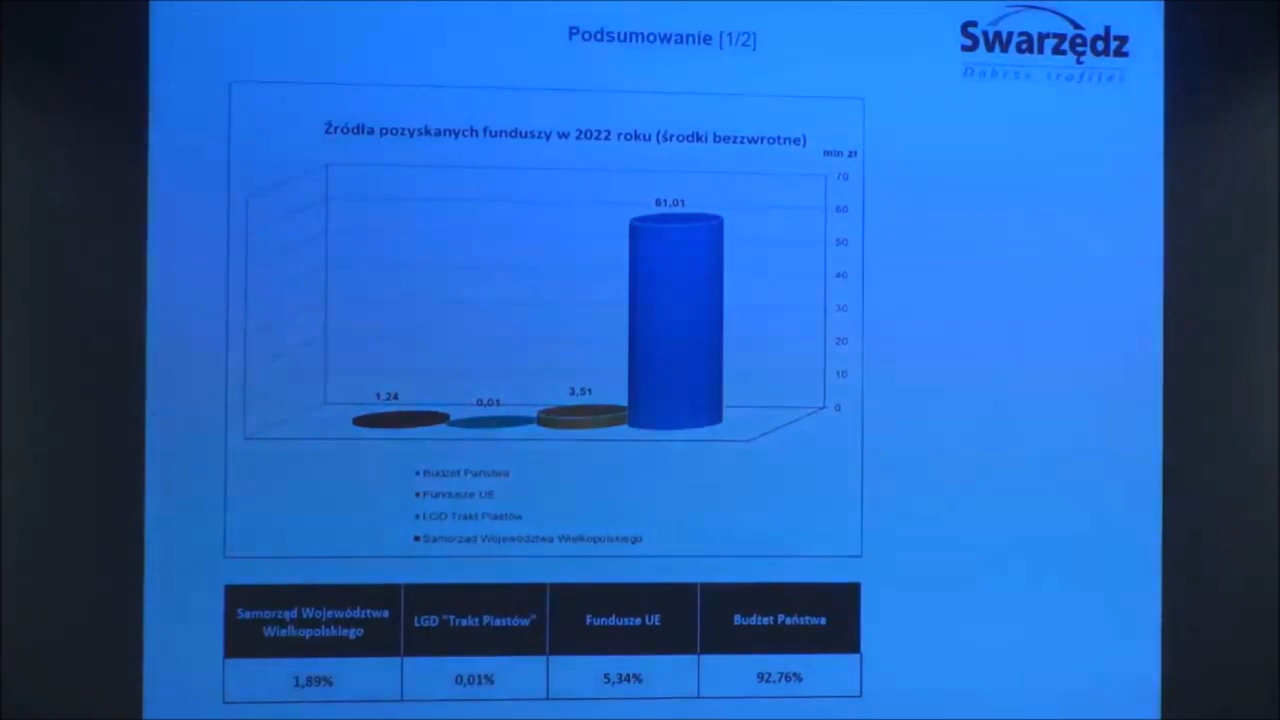 Podsumowanie [1/2]
Swarzędz
Dobrze trafiłeś
Źródła pozyskanych funduszy w 2022 roku (środki bezzwrotne)
mln zł
70
60
50
40
30
20
10
0
61,01
3,51
0,01
1,24
Budżet Państwa
Fundusze UE
LGD Trakt Piastów
Samorząd Województwa Wielkopolskiego
Samorząd Województwa
Wielkopolskiego
LGD "Trakt Piastów"
Fundusze UE
Budżet Państwa
1,89%
0,01%
5,34%
92,76%